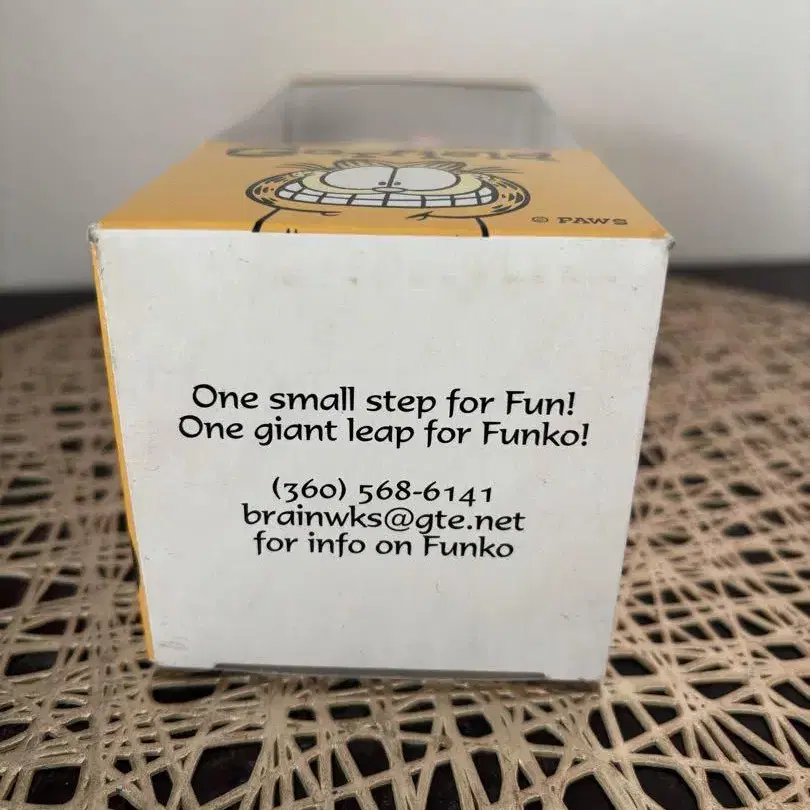 Garfield
© PAWS
One small step for Fun!
One giant leap for Funko!
(360) 568-6141
brainwks@gte.net
for info on Funko